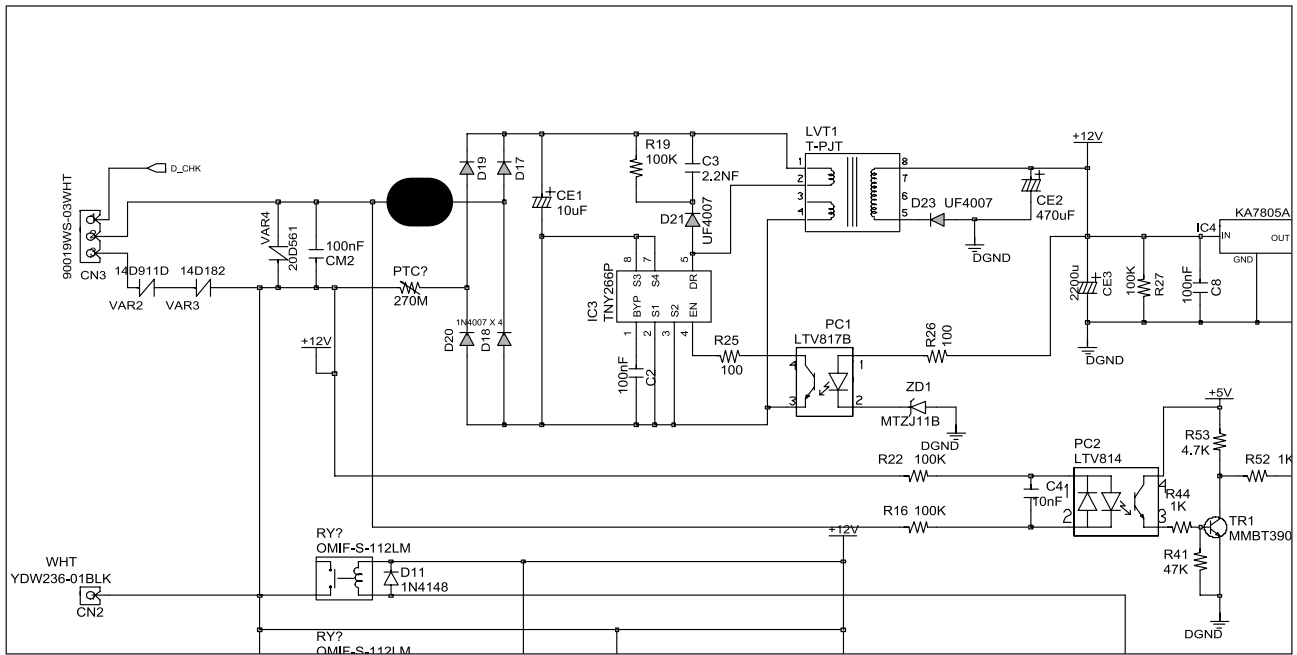 LVT1
T-PJT
+12V
D_CHK
90019WS-03WHT
1
2
3
CN3
VAR4
20D561
100nF
CM2
14D911D
14D182
VAR2
VAR3
PTC?
270M
D19
D17
CE1
10uF
R19
100K
C3
2.2NF
D21
UF4007
1
2
3
4
8
7
6
5
D23
UF4007
CE2
470uF
DGND
KA7805A
IC4
IN
OUT
GND
2200u
CE3
100K
R27
100nF
C8
DGND
IC3
TNY266P
8
7
5
S3
S4
DR
BYP
S1
S2
EN
1
2
3
4
1N4007 X 4
D20
D18
+12V
100nF
C2
R25
100
PC1
LTV817B
4
3
1
2
R26
100
ZD1
MTZJ11B
DGND
+5V
R53
4.7K
R52
1K
R22
100K
C41
10nF
PC2
LTV814
1
2
4
3
R44
1K
R16
100K
TR1
MMBT390
R41
47K
DGND
+12V
RY?
OMIF-S-112LM
D11
1N4148
WHT
YDW236-01BLK
CN2
RY?
OMIF-S-112LM